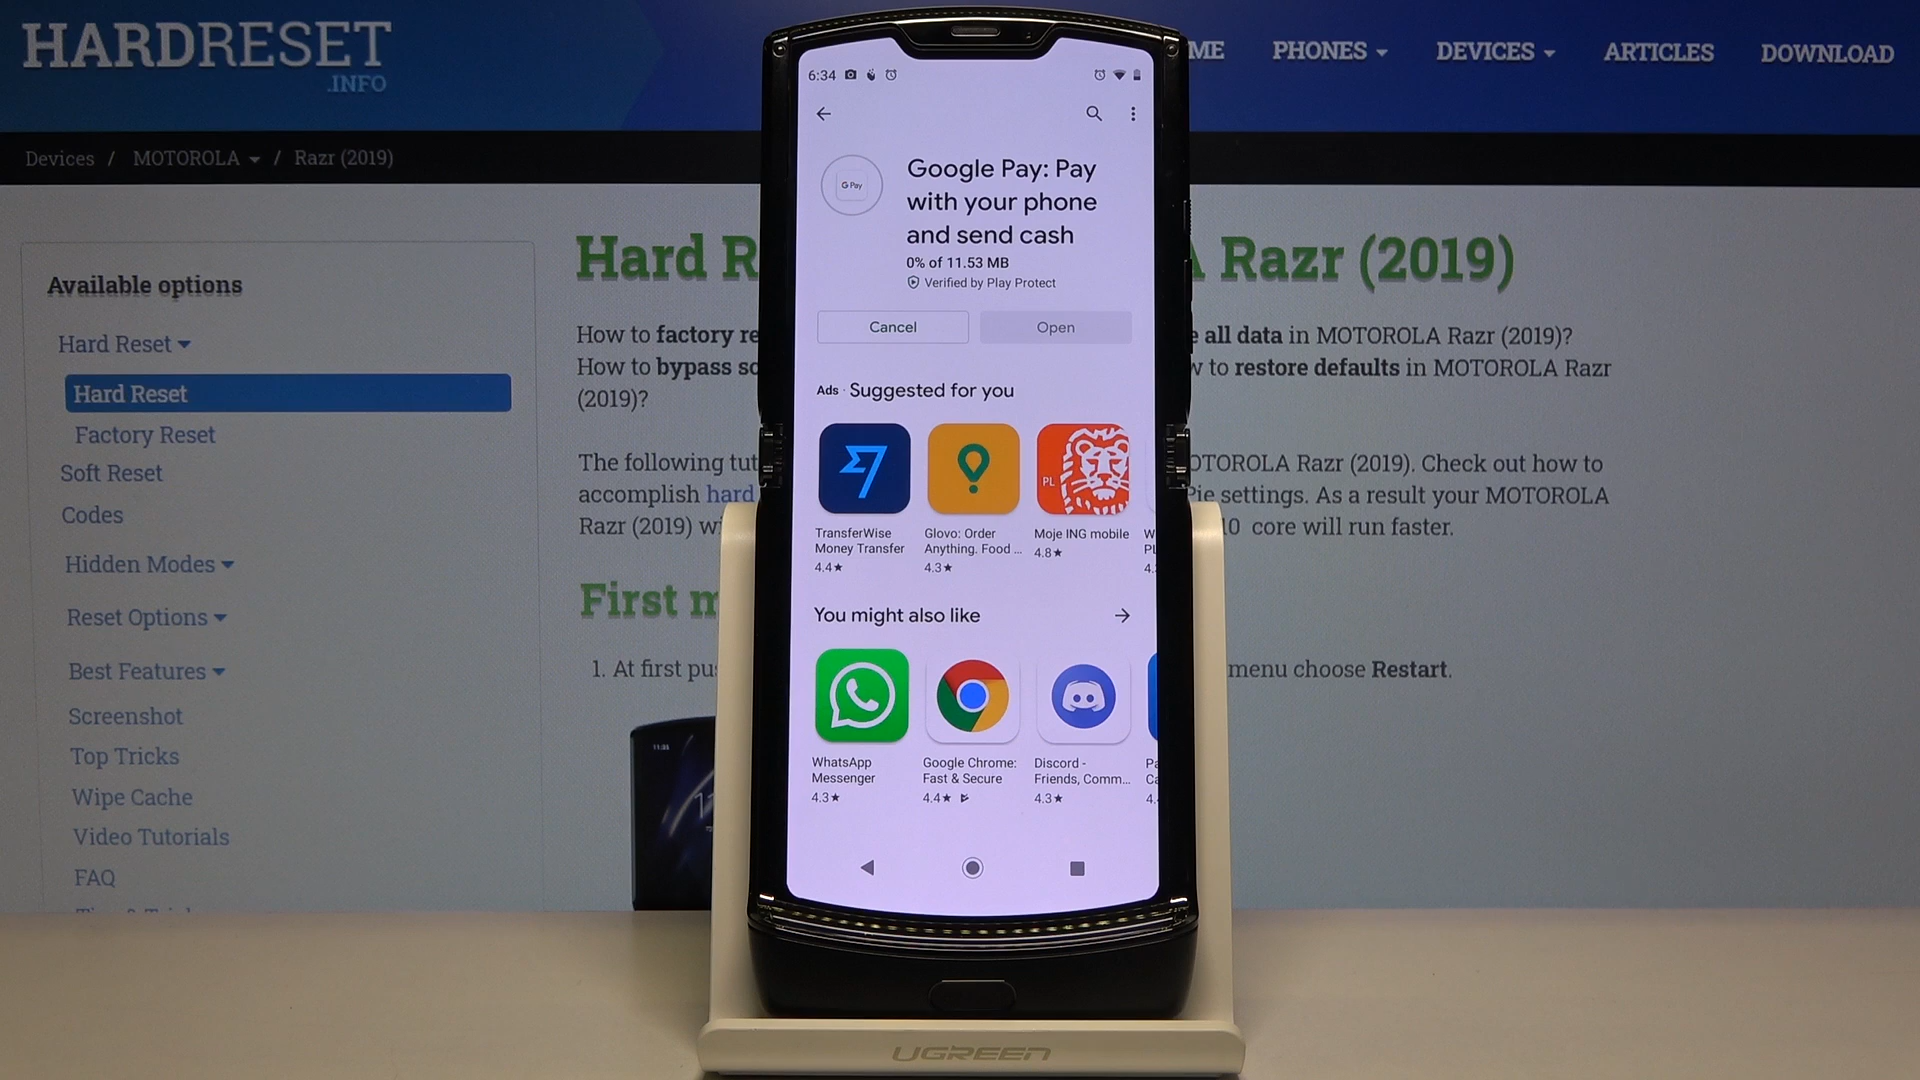 HARDRESET
.INFO
ME
PHONES
DEVICES
ARTICLES
DOWNLOAD
Devices / MOTOROLA / Razr (2019)
Available options
Hard Reset
Hard Reset
Factory Reset
Soft Reset
Codes
Hidden Modes
Reset Options
Best Features
Screenshot
Top Tricks
Wipe Cache
Video Tutorials
FAQ
Hard R
Razr (2019)
How to factory re
e all data in MOTOROLA Razr (2019)?
How to bypass sc
w to restore defaults in MOTOROLA Razr
(2019)?
The following tut
OTOROLA Razr (2019). Check out how to
accomplish hard
Pie settings. As a result your MOTOROLA
Razr (2019) wi
10 core will run faster.
First m
1. At first pu
menu choose Restart.
11:35
6:34
Google Pay: Pay
with your phone
and send cash
G Pay
0% of 11.53 MB
Verified by Play Protect
Cancel
Open
Ads · Suggested for you
PL
TransferWise
Money Transfer
4.4★
Glovo: Order
Anything. Food ...
4.3★
Moje ING mobile
4.8★
W
PL
4.
You might also like
WhatsApp
Messenger
4.3★
Google Chrome:
Fast & Secure
4.4★
Discord -
Friends, Comm...
4.3★
Pa
Ca
4.
UGREEN